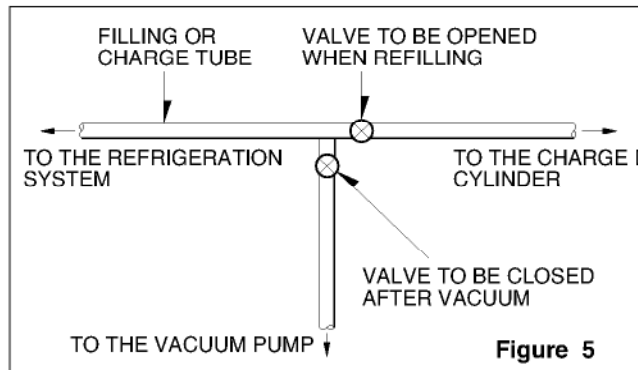 FILLING OR
CHARGE TUBE
VALVE TO BE OPENED
WHEN REFILLING
TO THE REFRIGERATION
SYSTEM
TO THE CHARGE
CYLINDER
VALVE TO BE CLOSED
AFTER VACUUM
TO THE VACUUM PUMP
Figure 5